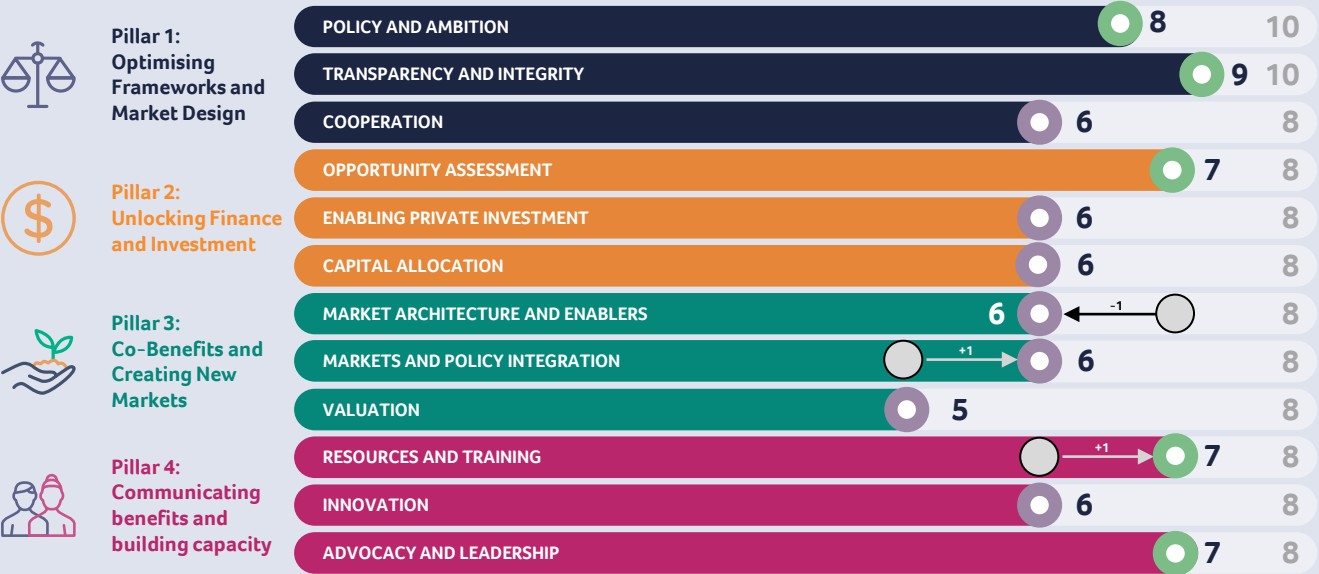 Pillar 1:
Optimising
Frameworks and
Market Design
POLICY AND AMBITION 8 10
TRANSPARENCY AND INTEGRITY 9 10
COOPERATION 6 8
Pillar 2:
Unlocking Finance
and Investment
$
OPPORTUNITY ASSESSMENT 7 8
ENABLING PRIVATE INVESTMENT 6 8
CAPITAL ALLOCATION 6 8
Pillar 3:
Co-Benefits and
Creating New
Markets
MARKET ARCHITECTURE AND ENABLERS 6 -1 8
MARKETS AND POLICY INTEGRATION +1 6 8
VALUATION 5 8
Pillar 4:
Communicating
benefits and
building capacity
RESOURCES AND TRAINING +1 7 8
INNOVATION 6 8
ADVOCACY AND LEADERSHIP 7 8